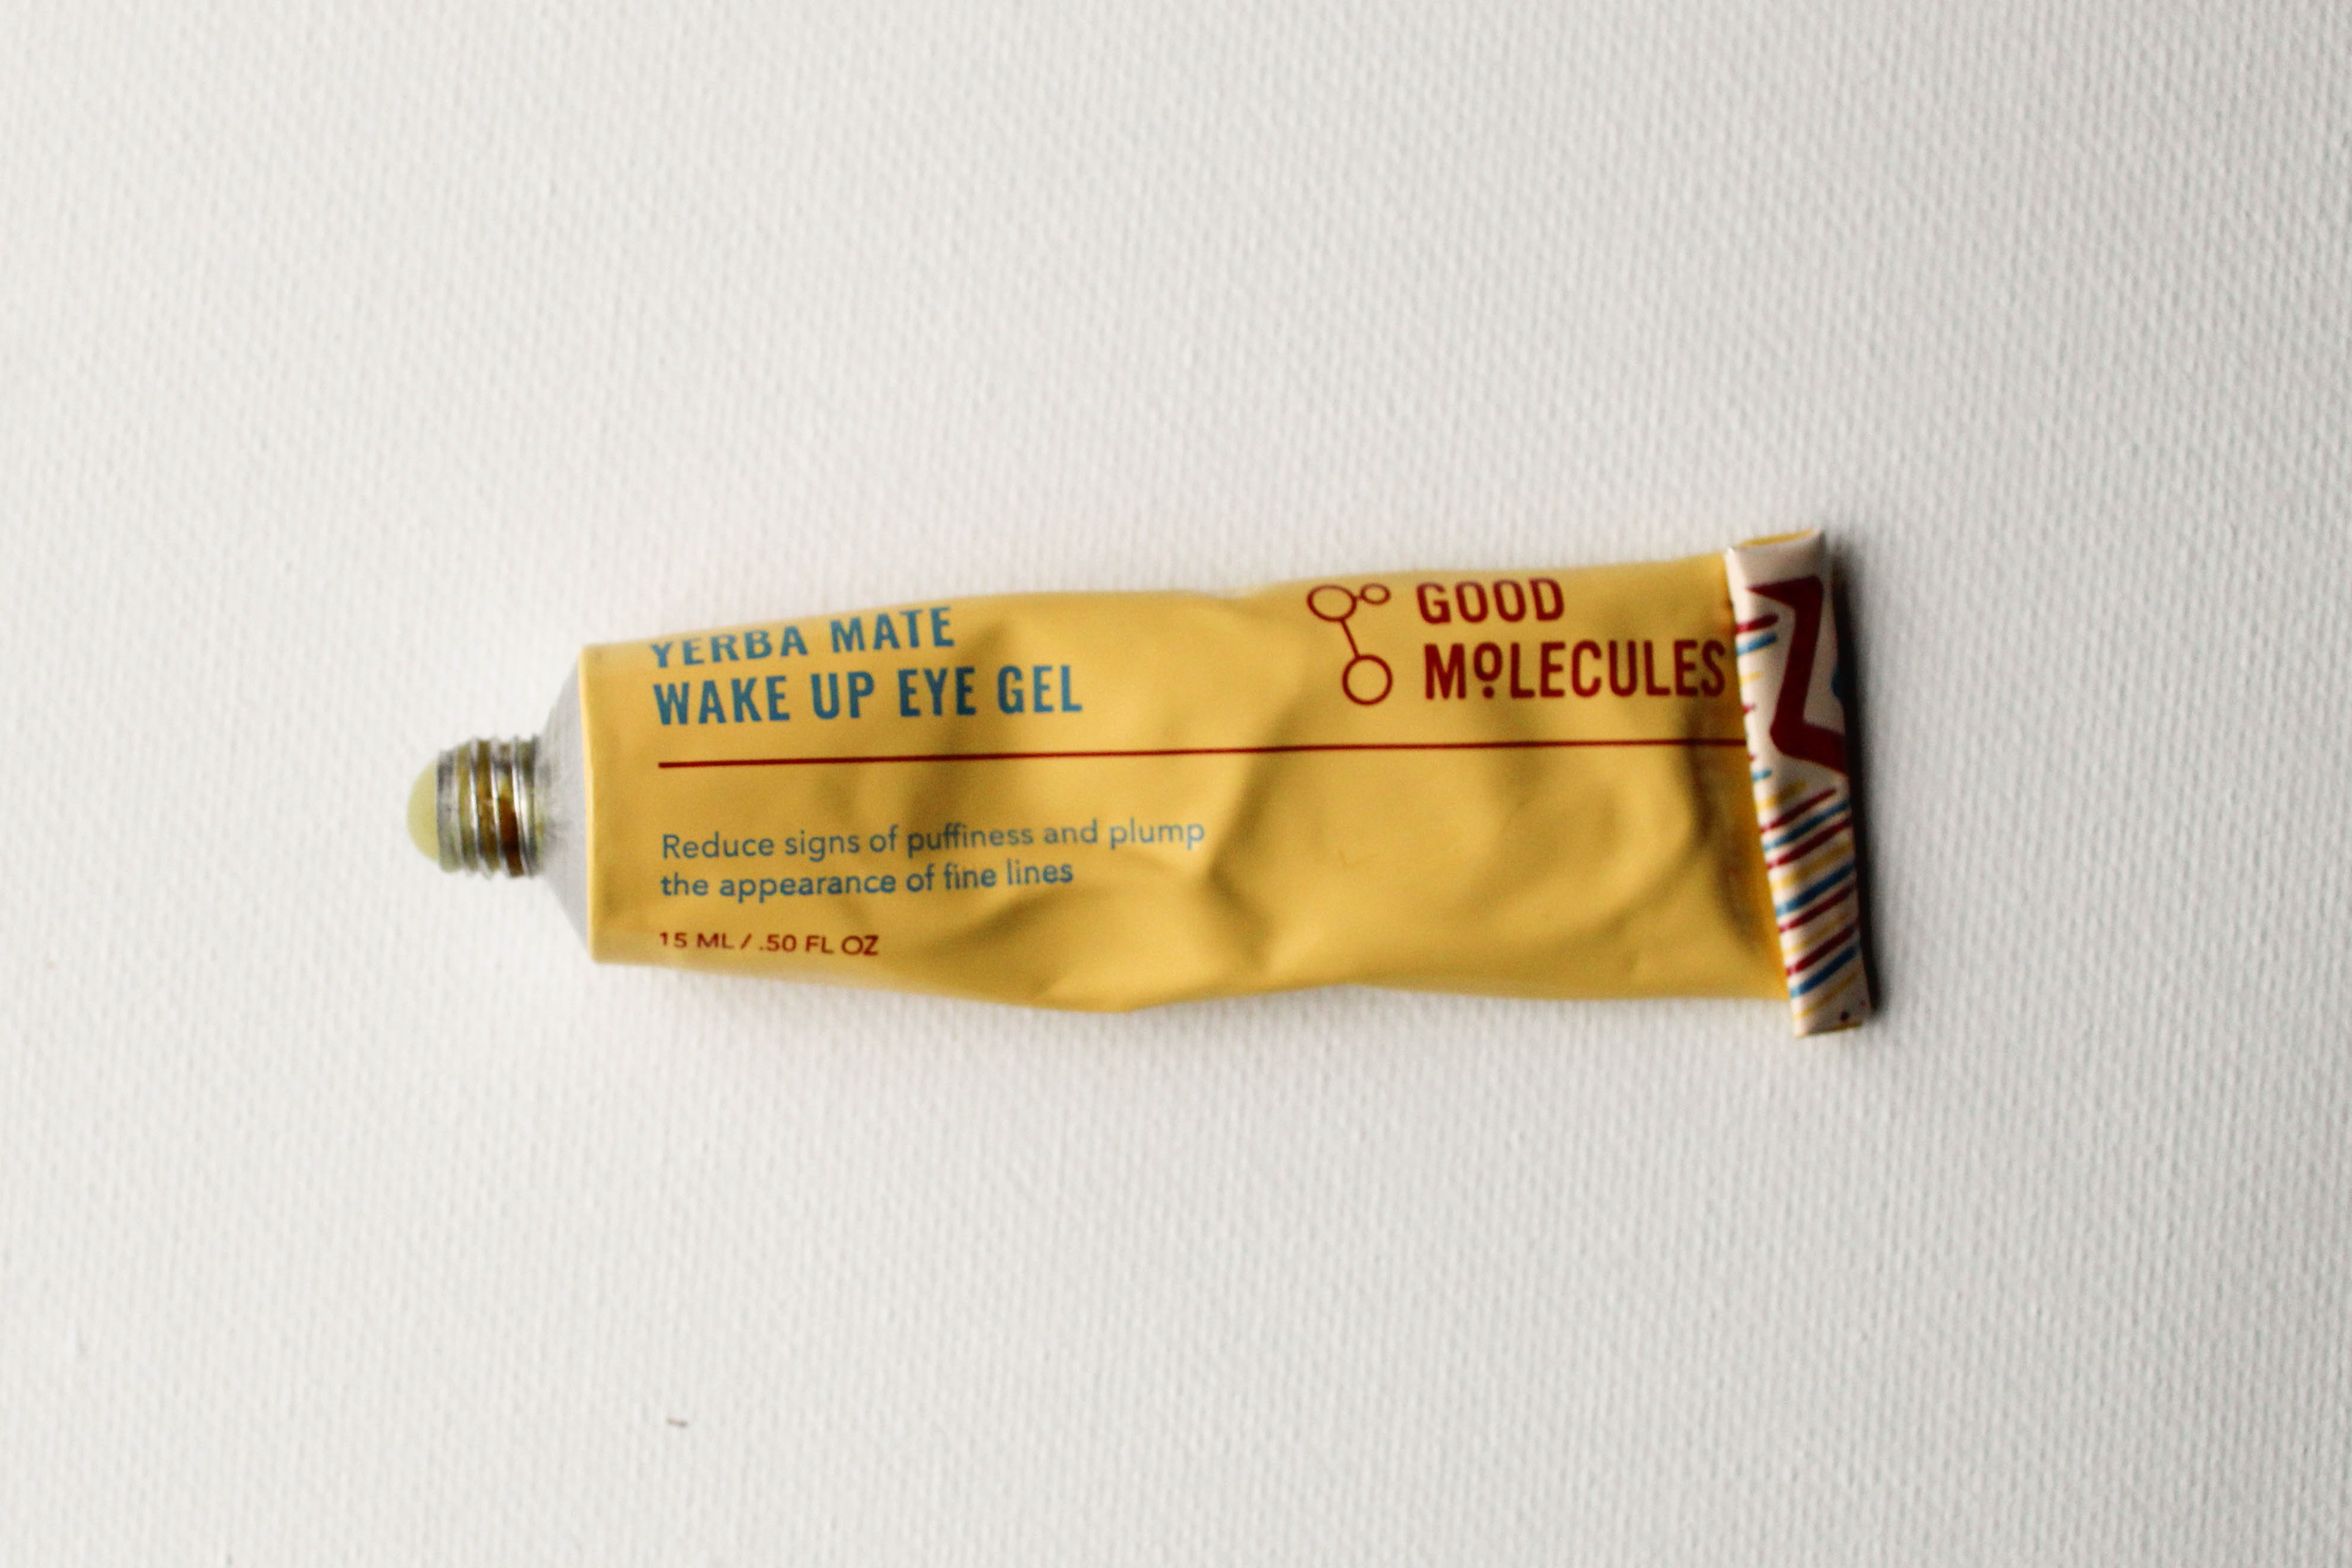 YERBA MATE
WAKE UP EYE GEL
GOOD
MOLECULES
Reduce signs of puffiness and plump
the appearance of fine lines
15 ML / .50 FL OZ